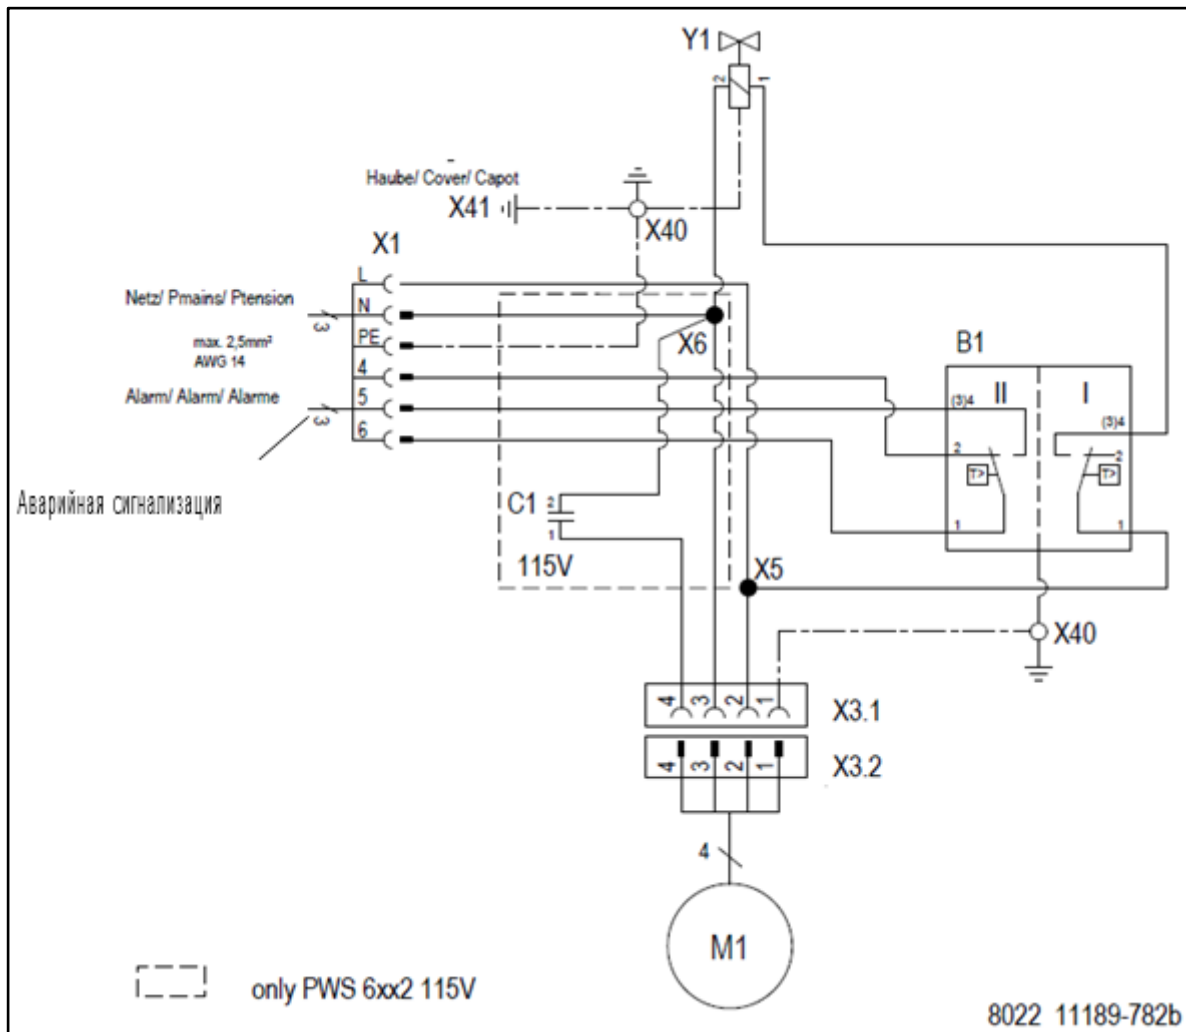 Y1
2
1
Haube/ Cover/ Capot
X41
X40
X1
L
Netz/ Pmains/ Ptension
3
N
max. 2,5mm²
AWG 14
PE
X6
B1
4
Alarm/ Alarm/ Alarme
3
5
(3)4
II
I
(3)4
6
2
2
T>
T>
Аварийная сигнализация
C1
2
1
1
1
115V
X5
X40
4
3
2
1
X3.1
4
3
2
1
X3.2
4
M1
only PWS 6xx2 115V
8022 11189-782b